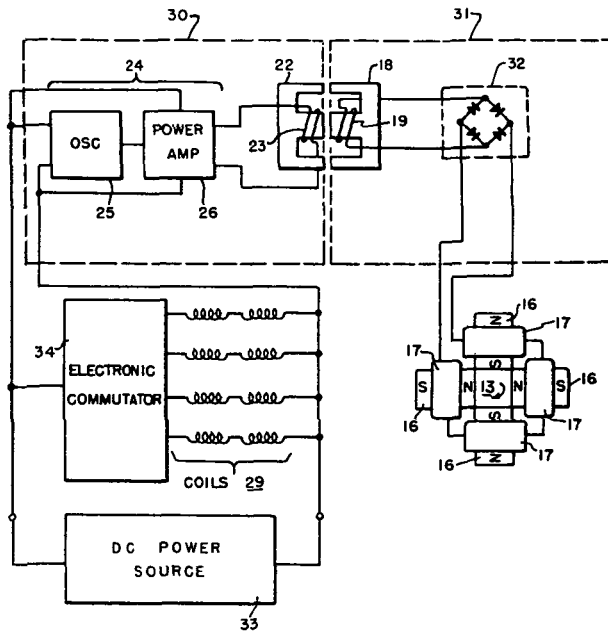 30
31
24
22
18
32
OSC
POWER
AMP
23
19
25
26
34
ELECTRONIC
COMMUTATOR
COILS 29
16
N
17
17
S
16
S
N
13
N
S
16
S
17
17
16
N
DC POWER
SOURCE
33